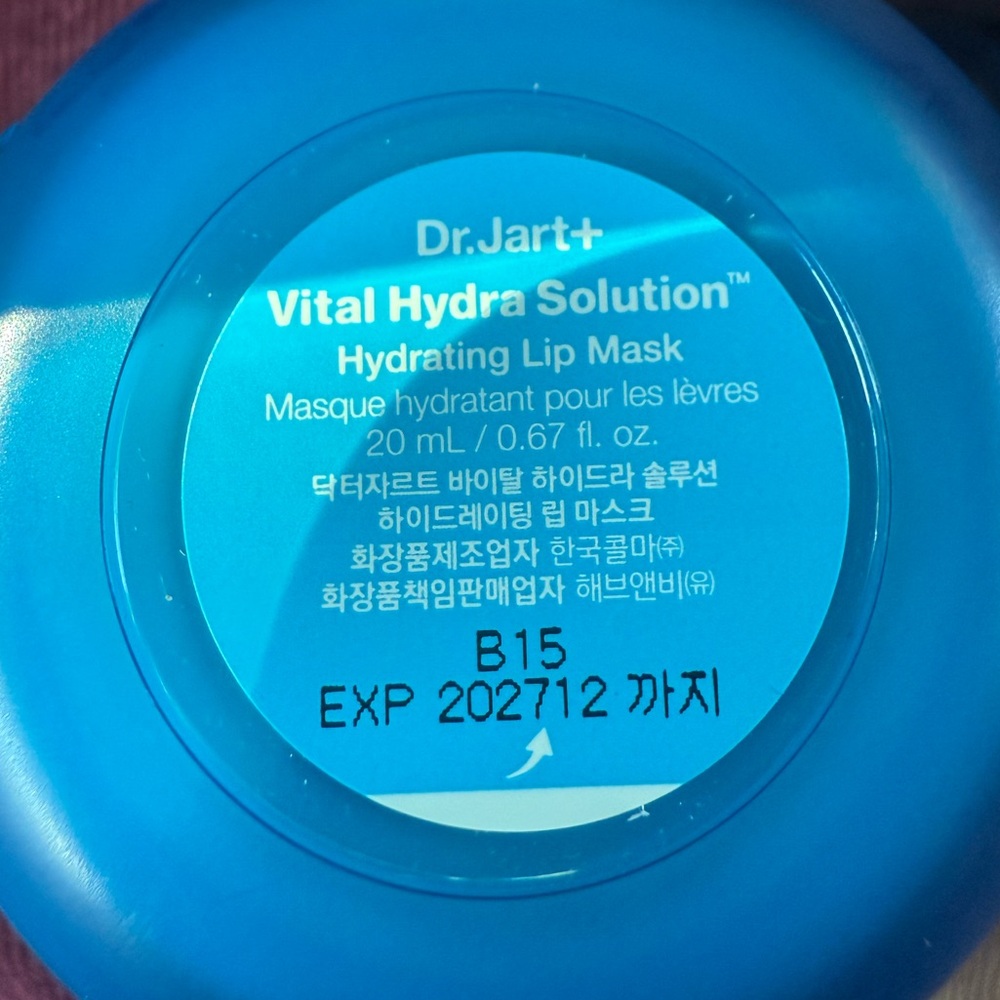 Dr.Jart+
Vital Hydra Solution™
Hydrating Lip Mask
Masque hydratant pour les lèvres
20 mL / 0.67 fl. oz.
닥터자르트 바이탈 하이드라 솔루션
하이드레이팅 립 마스크
화장품제조업자 한국콜마㈜
화장품책임판매업자 해브앤비(유)
B15
EXP 202712 까지